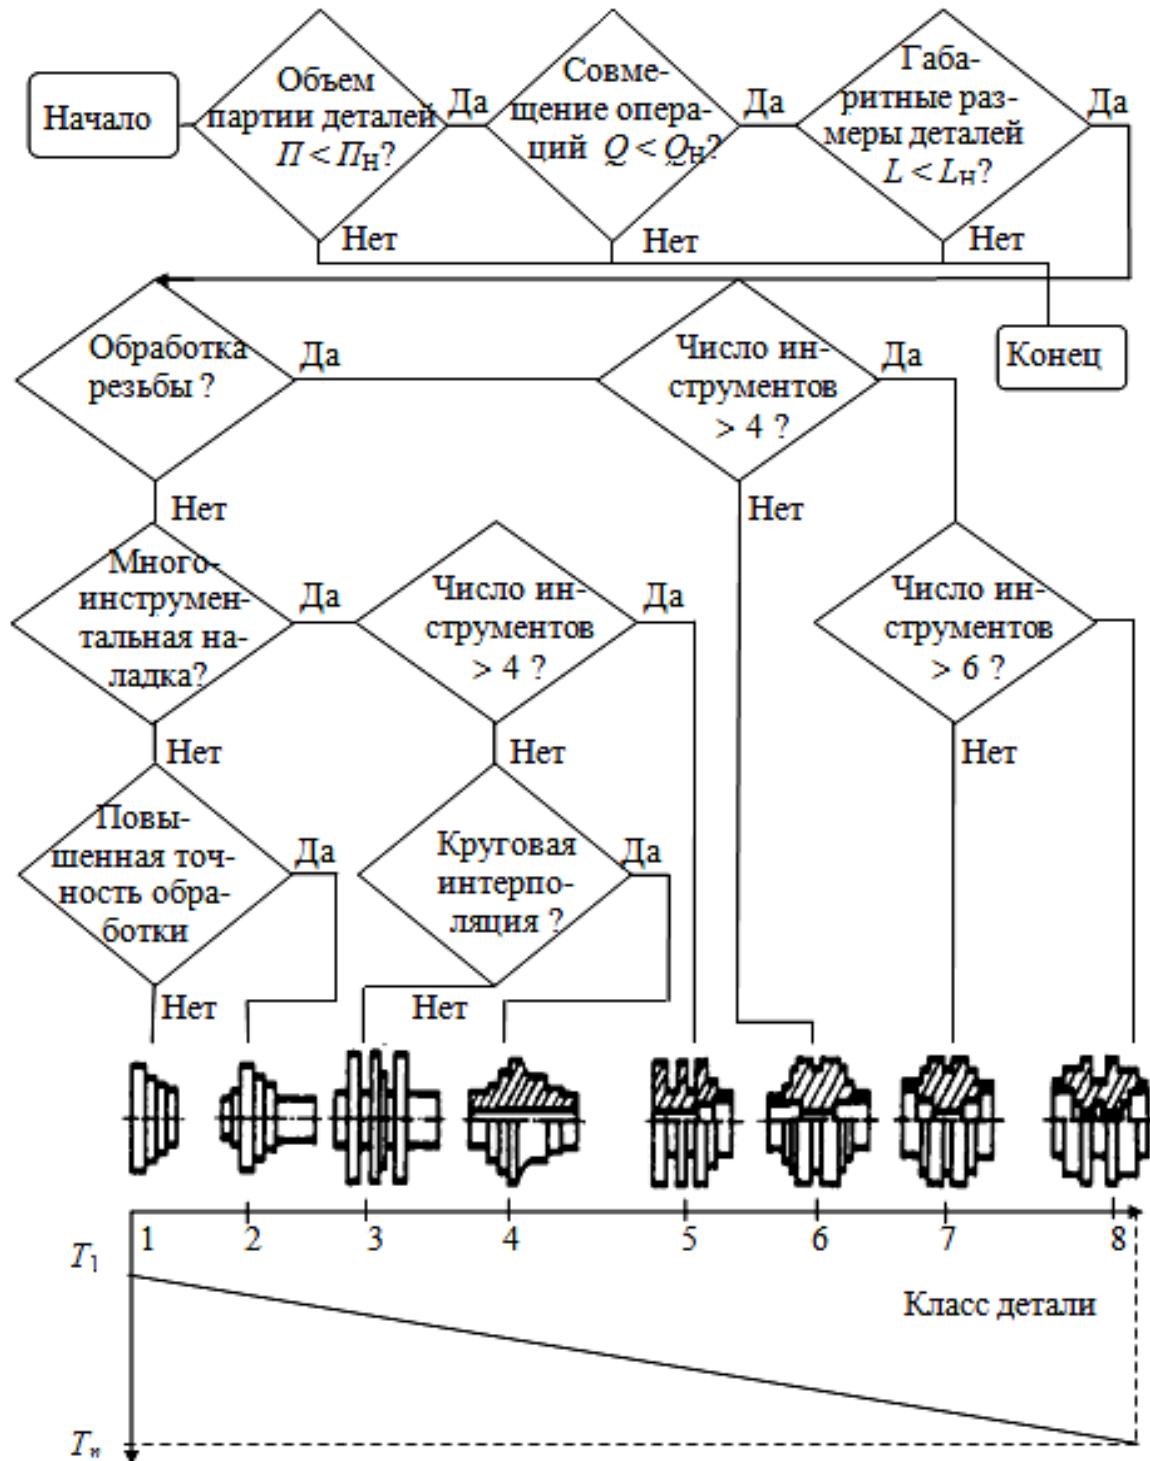 Начало
Объем
партии деталей
П < Пн?
Да
Нет
Совме-
щение опера-
ций Q < Qн?
Да
Нет
Габа-
ритные раз-
меры деталей
L < Lн?
Да
Нет
Конец
Обработка
резьбы ?
Да
Нет
Число ин-
струментов
> 4 ?
Да
Нет
Много-
инструмен-
тальная на-
ладка?
Да
Нет
Число ин-
струментов
> 4 ?
Да
Нет
Число ин-
струментов
> 6 ?
Нет
Повы-
шенная точ-
ность обра-
ботки
Да
Нет
Круговая
интерпо-
ляция ?
Да
Нет
1 2 3 4 5 6 7 8
T1
Класс детали
Tн